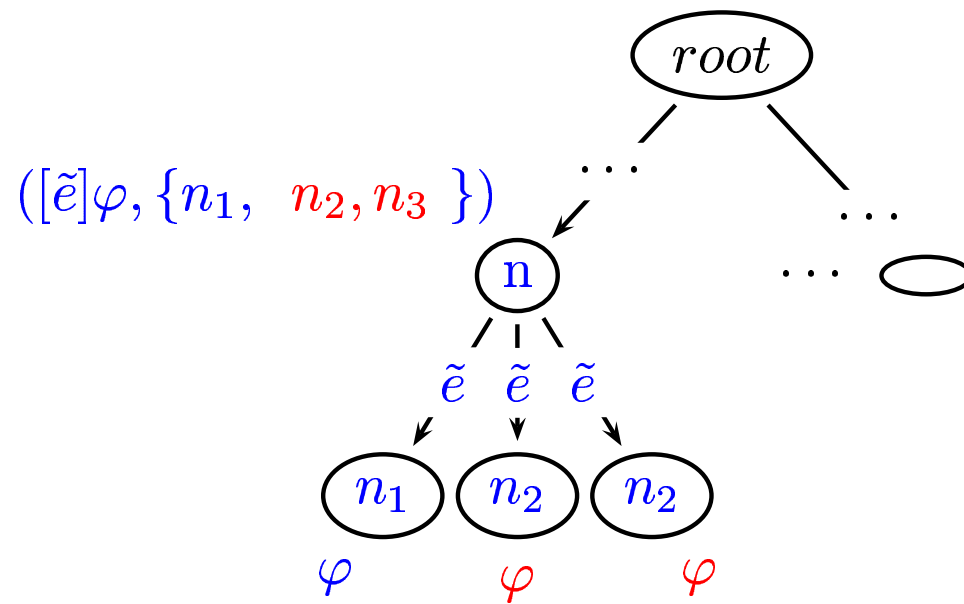 root
· · ·
([ẽ]φ, {n₁, n₂, n₃ })
· · ·
n
· · ·
ẽ ẽ ẽ
n₁ n₂ n₂
φ φ φ